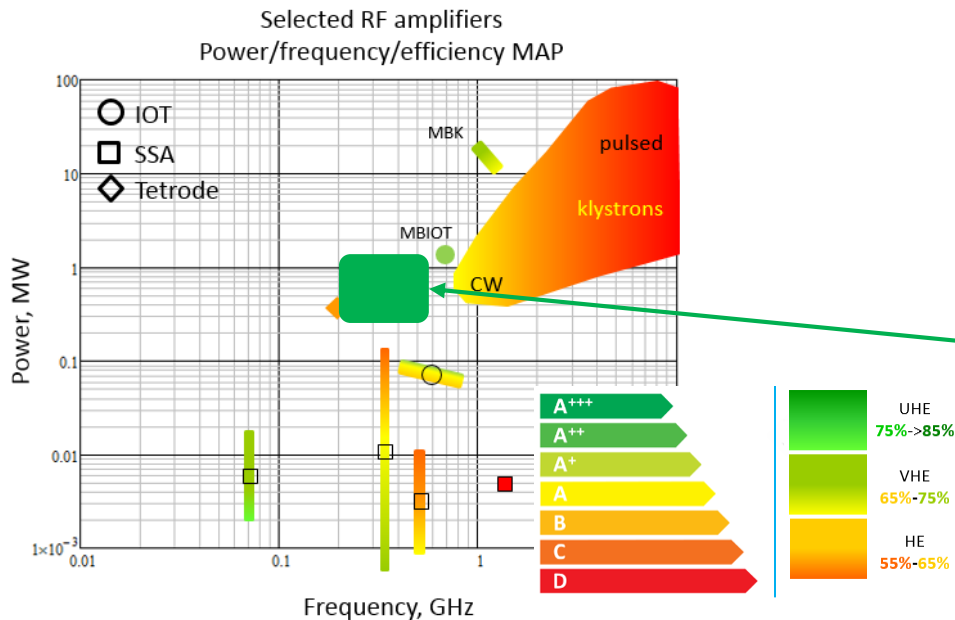 Selected RF amplifiers
Power/frequency/efficiency MAP
Power, MW
100
10
1
0.1
0.01
1×10⁻³
IOT
SSA
Tetrode
MBK
MBIOT
pulsed
klystrons
CW
0.01
0.1
1
Frequency, GHz
A⁺⁺⁺
A⁺⁺
A⁺
A
B
C
D
UHE
75%->85%
VHE
65%-75%
HE
55%-65%